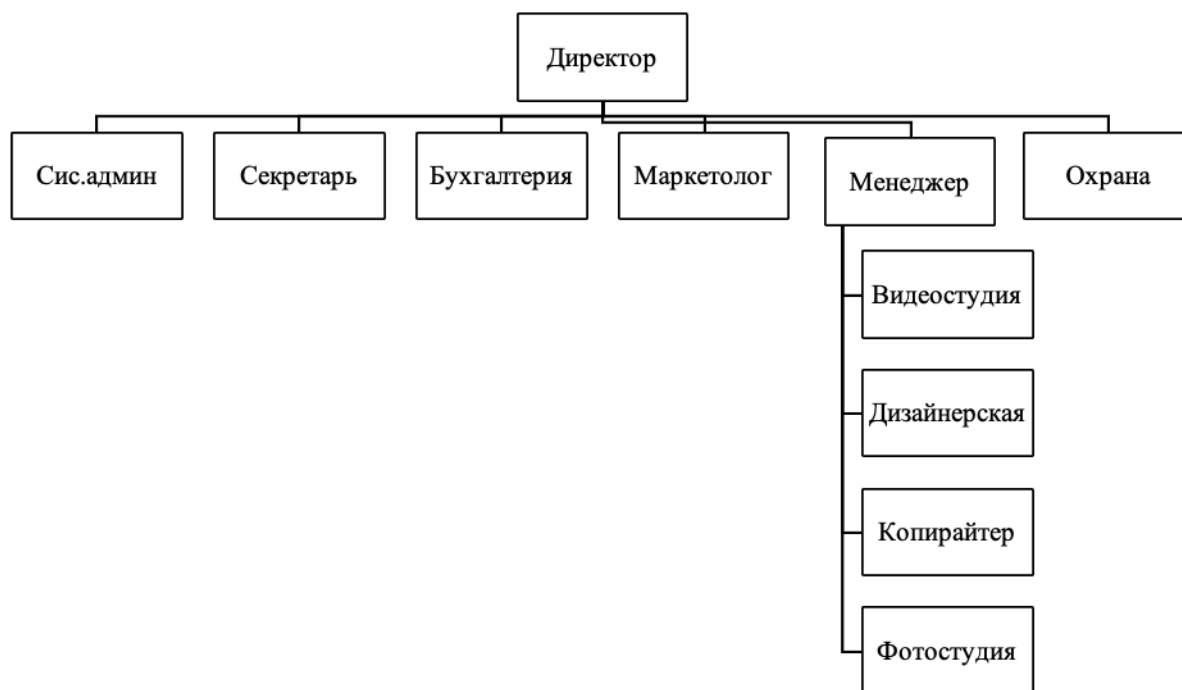 Директор
Сис.админ
Секретарь
Бухгалтерия
Маркетолог
Менеджер
Охрана
Видеостудия
Дизайнерская
Копирайтер
Фотостудия